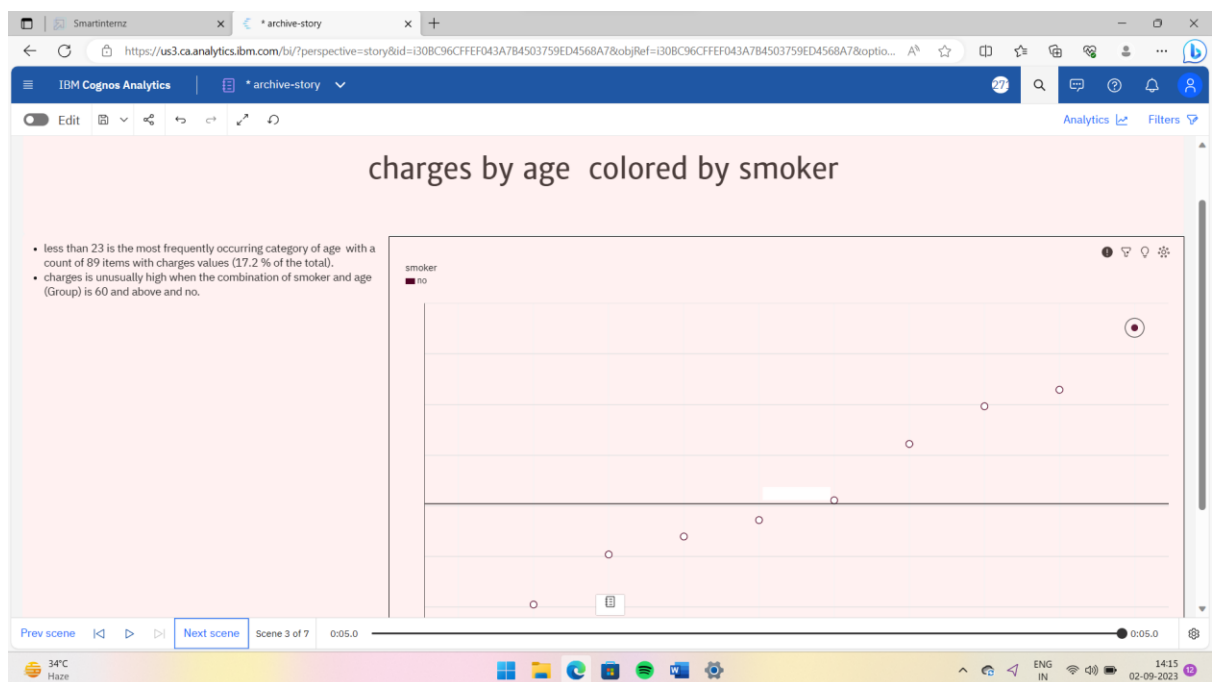 Smartinternz
* archive-story
https://us3.ca.analytics.ibm.com/bi/?perspective=story&id=i30BC96CFFEF043A7B4503759ED4568A7&objRef=i30BC96CFFEF043A7B4503759ED4568A7&optio...
IBM Cognos Analytics
* archive-story
Edit
Analytics
Filters
charges by age colored by smoker
• less than 23 is the most frequently occurring category of age with a
count of 89 items with charges values (17.2 % of the total).
• charges is unusually high when the combination of smoker and age
(Group) is 60 and above and no.
smoker
no
Prev scene
Next scene
Scene 3 of 7
0:05.0
0:05.0
34°C
Haze
ENG
IN
14:15
02-09-2023
12